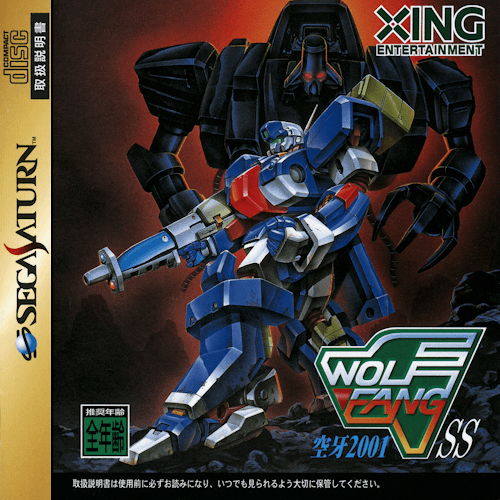 COMPACT
disc
取扱説明書
SEGA SATURN™
XING
ENTERTAINMENT
WOLF
FANG
空牙2001
SS
推奨年齢
全年齢
取扱説明書は使用前に必ずお読みになり、いつでも見られるよう大切に保管してください。